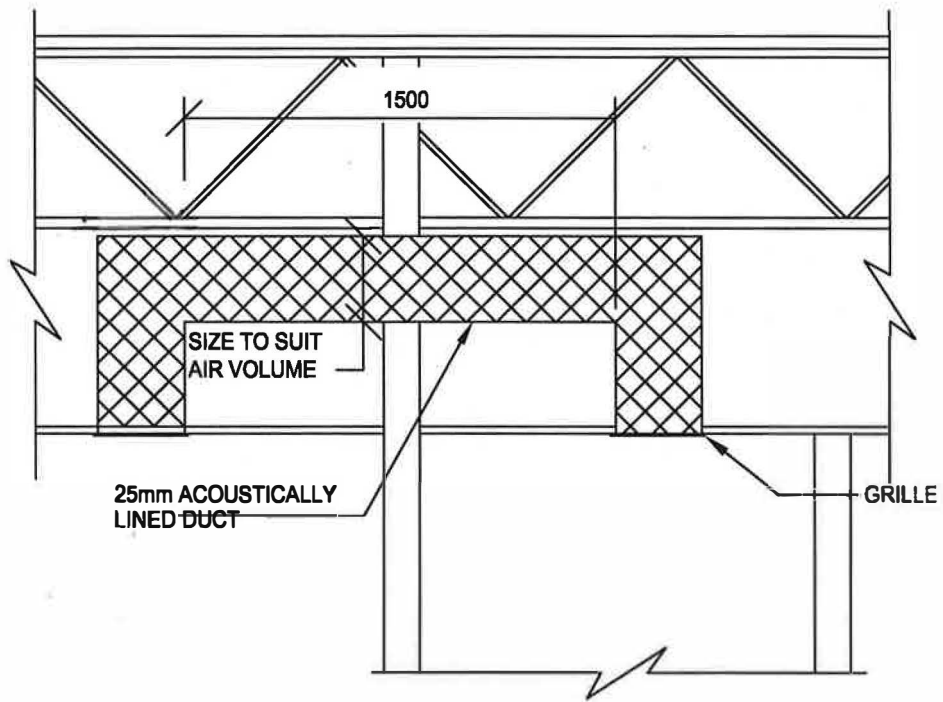 1500
SIZE TO SUIT
AIR VOLUME
25mm ACOUSTICALLY
LINED DUCT
GRILLE